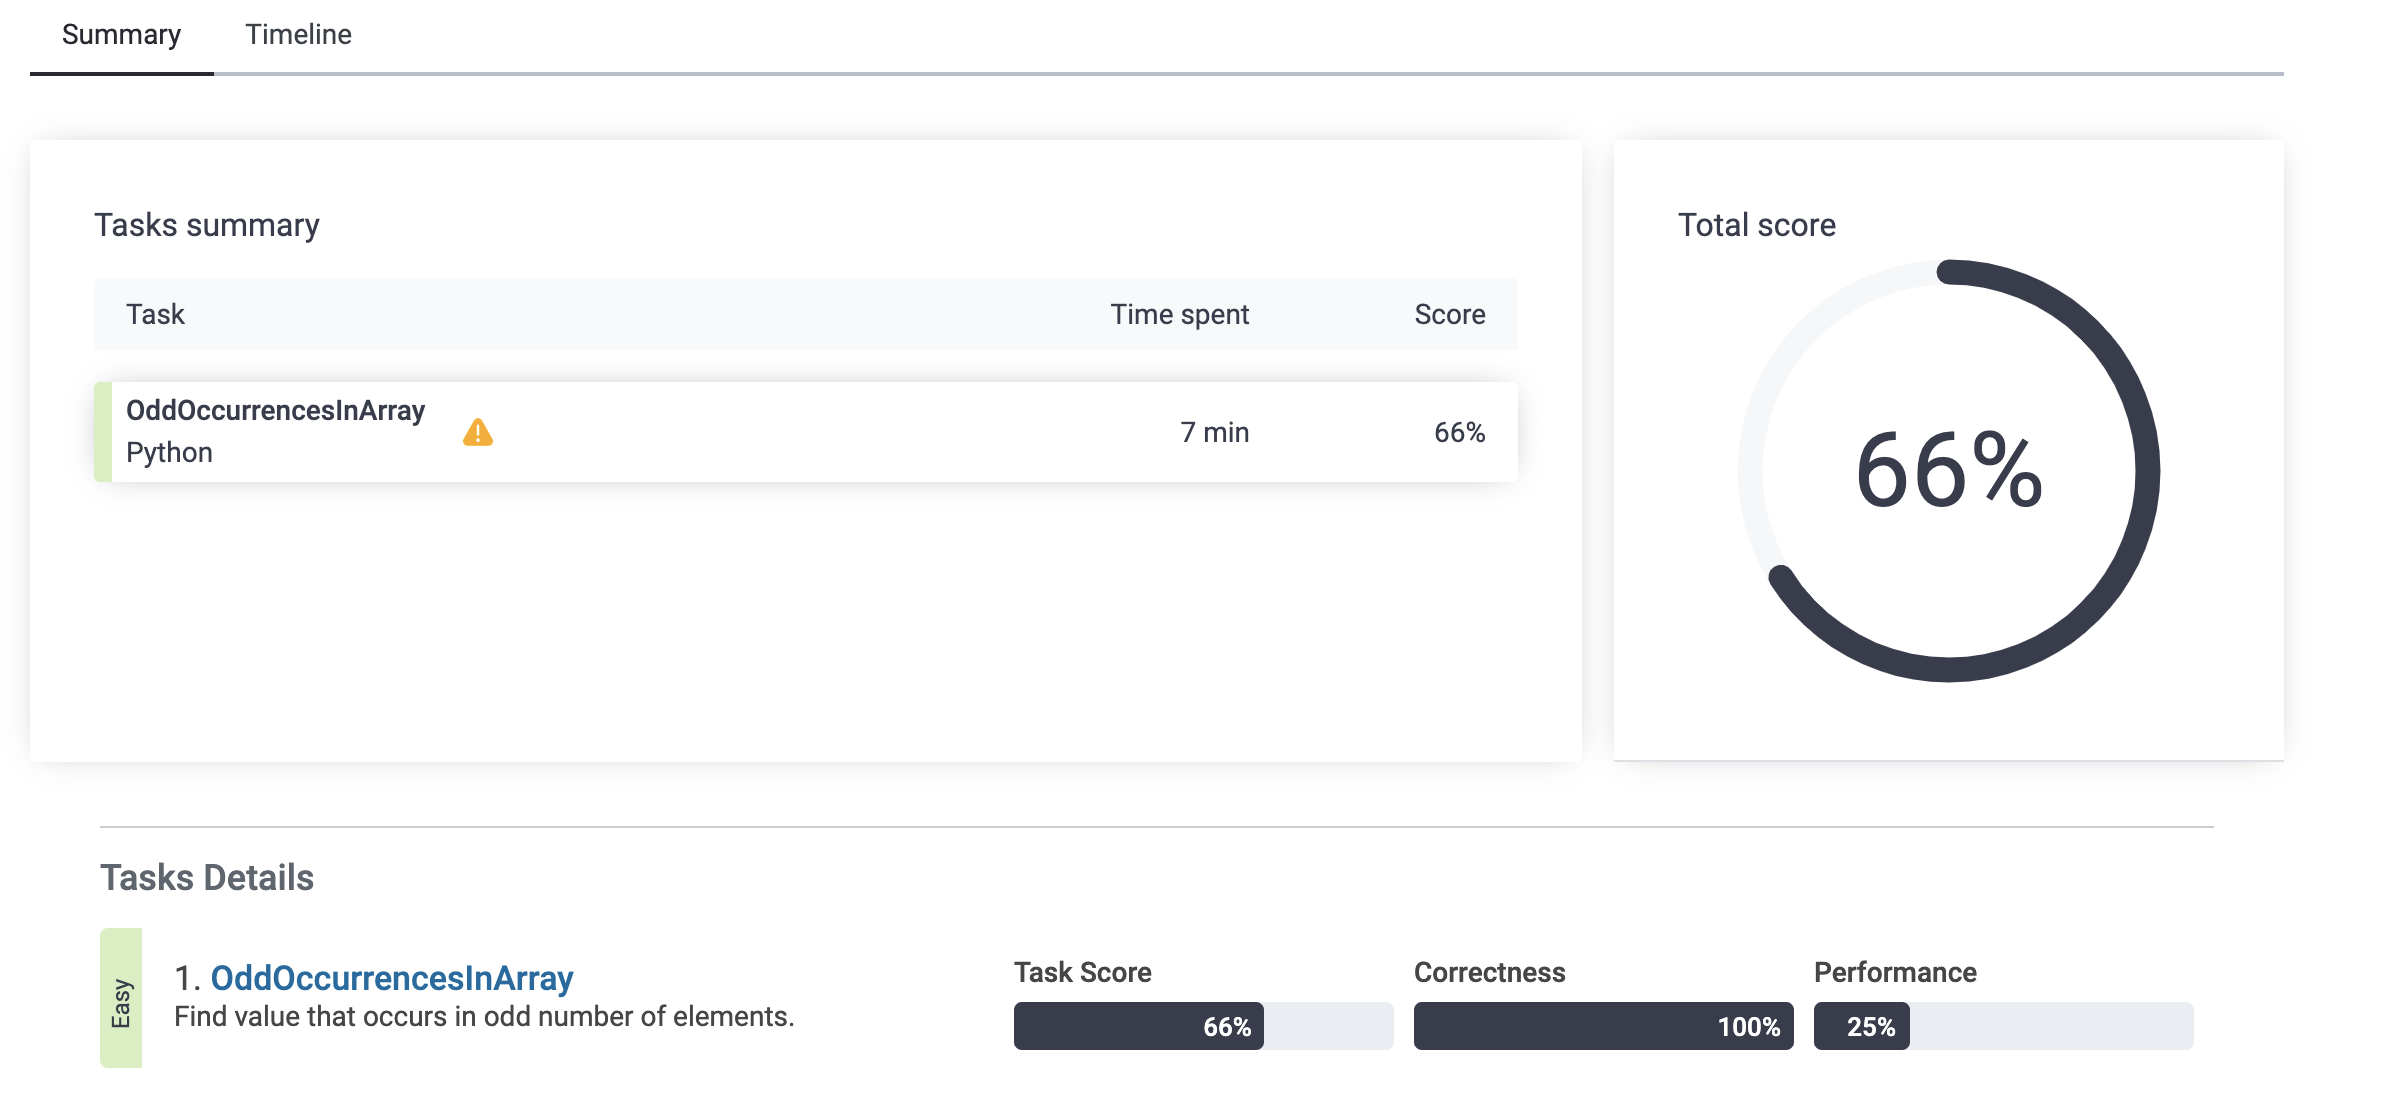 Summary Timeline
Tasks summary
Task Time spent Score
OddOccurrencesInArray
Python
7 min 66%
Total score
66%
Tasks Details
Easy
1. OddOccurrencesInArray
Find value that occurs in odd number of elements.
Task Score
66%
Correctness
100%
Performance
25%